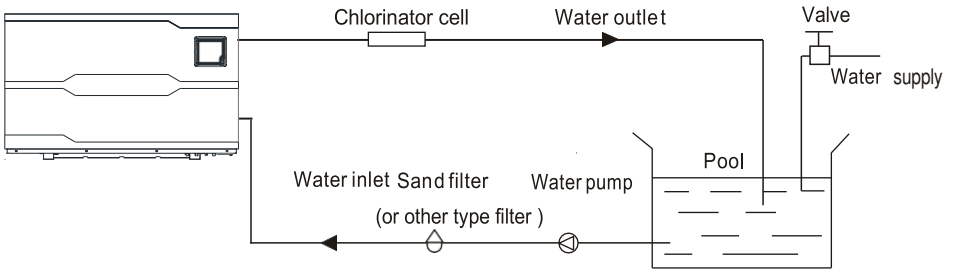 Chlorinator cell
Water outlet
Valve
Water supply
Pool
Water inlet
Sand filter
(or other type filter )
Water pump